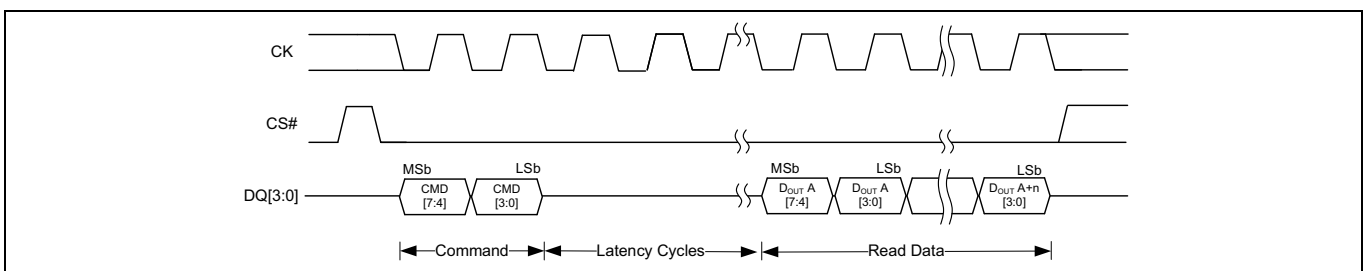 CK
CS#
MSb LSb MSb LSb LSb
DQ[3:0] CMD [7:4] CMD [3:0] DOUT A [7:4] DOUT A [3:0] DOUT A+n [3:0]
Command Latency Cycles Read Data